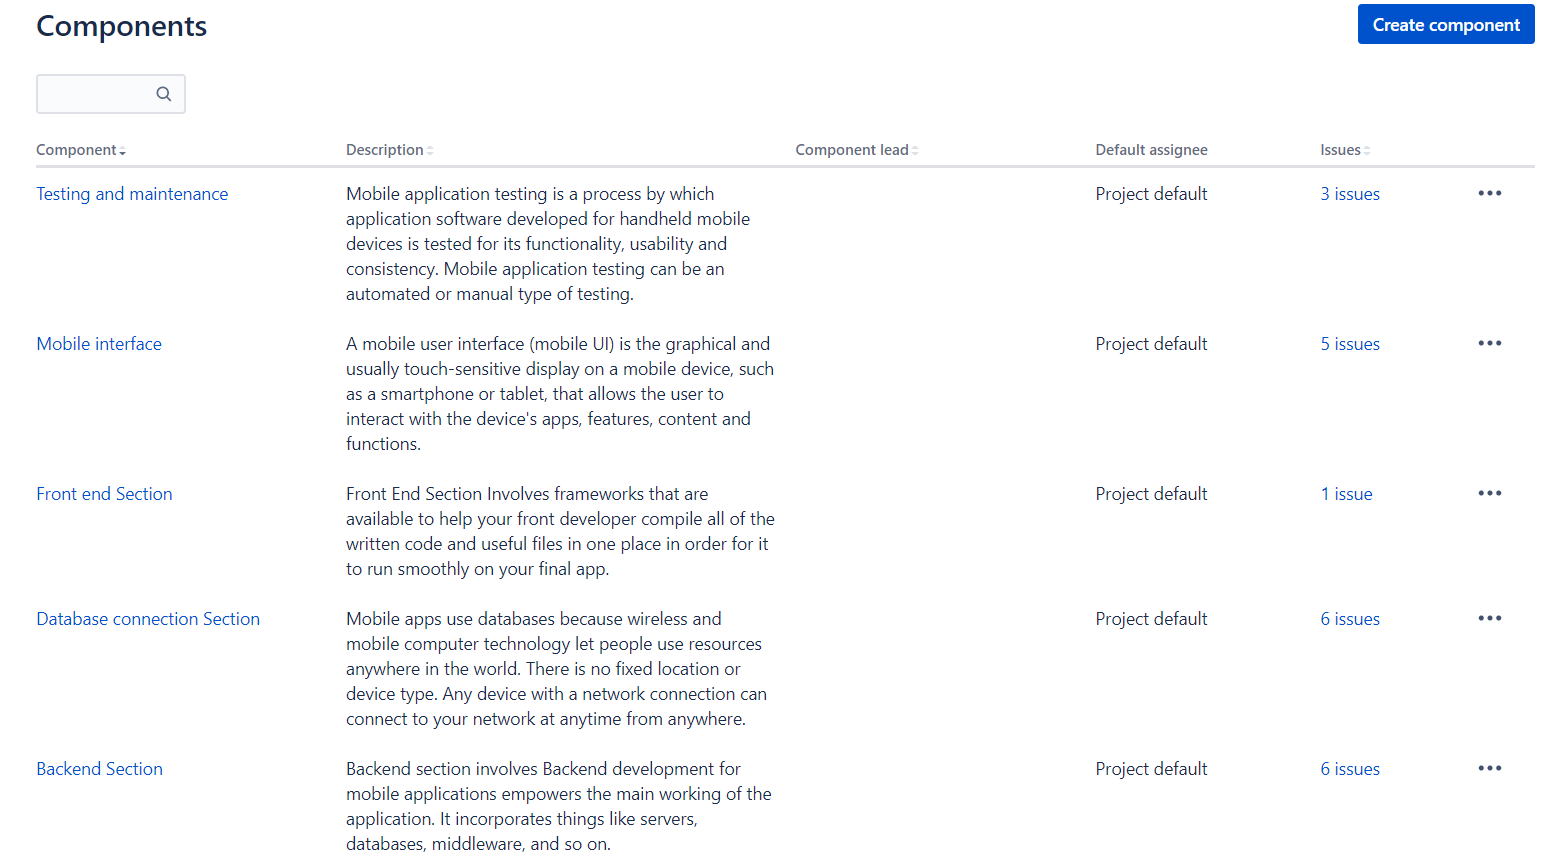 Components
Create component
Component
Description
Component lead
Default assignee
Issues
Testing and maintenance
Mobile application testing is a process by which
application software developed for handheld mobile
devices is tested for its functionality, usability and
consistency. Mobile application testing can be an
automated or manual type of testing.
Project default
3 issues
Mobile interface
A mobile user interface (mobile UI) is the graphical and
usually touch-sensitive display on a mobile device, such
as a smartphone or tablet, that allows the user to
interact with the device's apps, features, content and
functions.
Project default
5 issues
Front end Section
Front End Section Involves frameworks that are
available to help your front developer compile all of the
written code and useful files in one place in order for it
to run smoothly on your final app.
Project default
1 issue
Database connection Section
Mobile apps use databases because wireless and
mobile computer technology let people use resources
anywhere in the world. There is no fixed location or
device type. Any device with a network connection can
connect to your network at anytime from anywhere.
Project default
6 issues
Backend Section
Backend section involves Backend development for
mobile applications empowers the main working of the
application. It incorporates things like servers,
databases, middleware, and so on.
Project default
6 issues